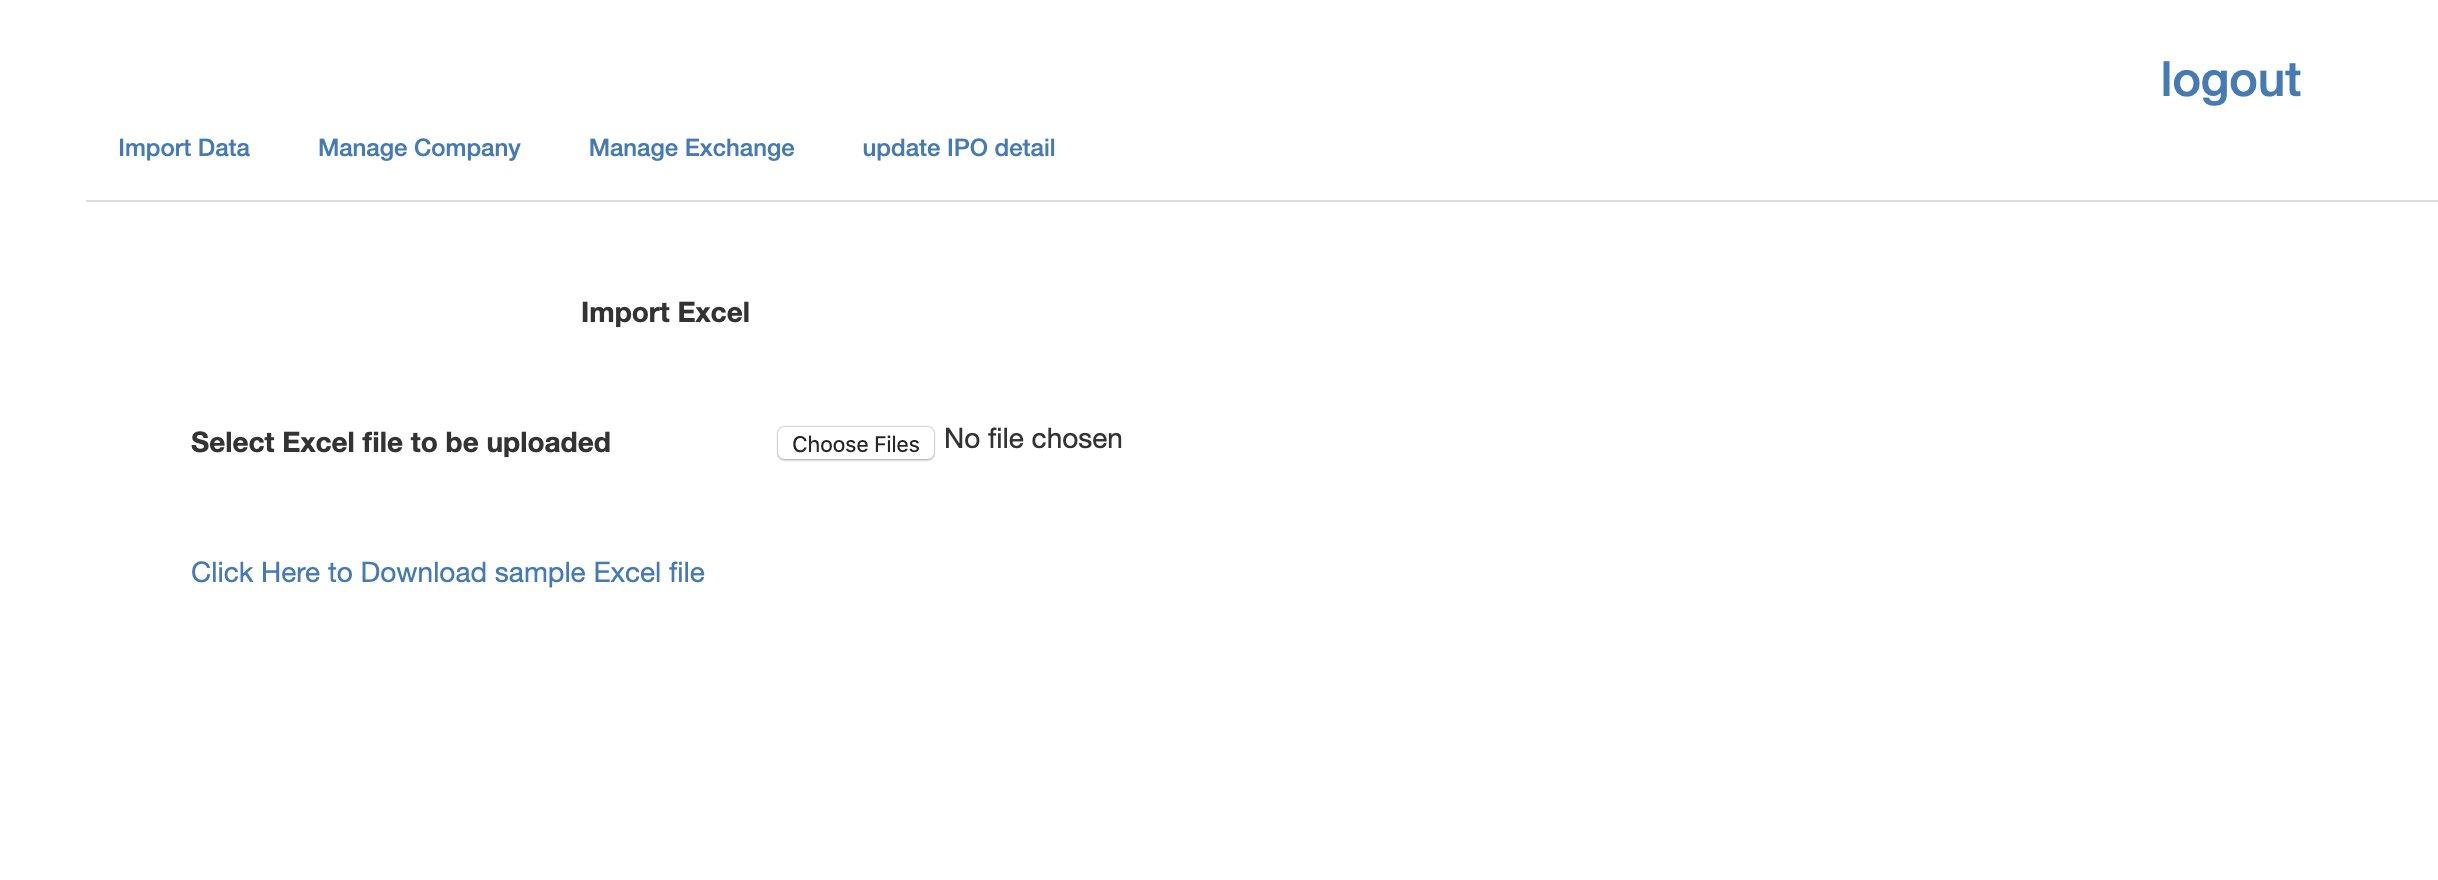 logout
Import Data Manage Company Manage Exchange update IPO detail
Import Excel
Select Excel file to be uploaded Choose Files No file chosen
Click Here to Download sample Excel file